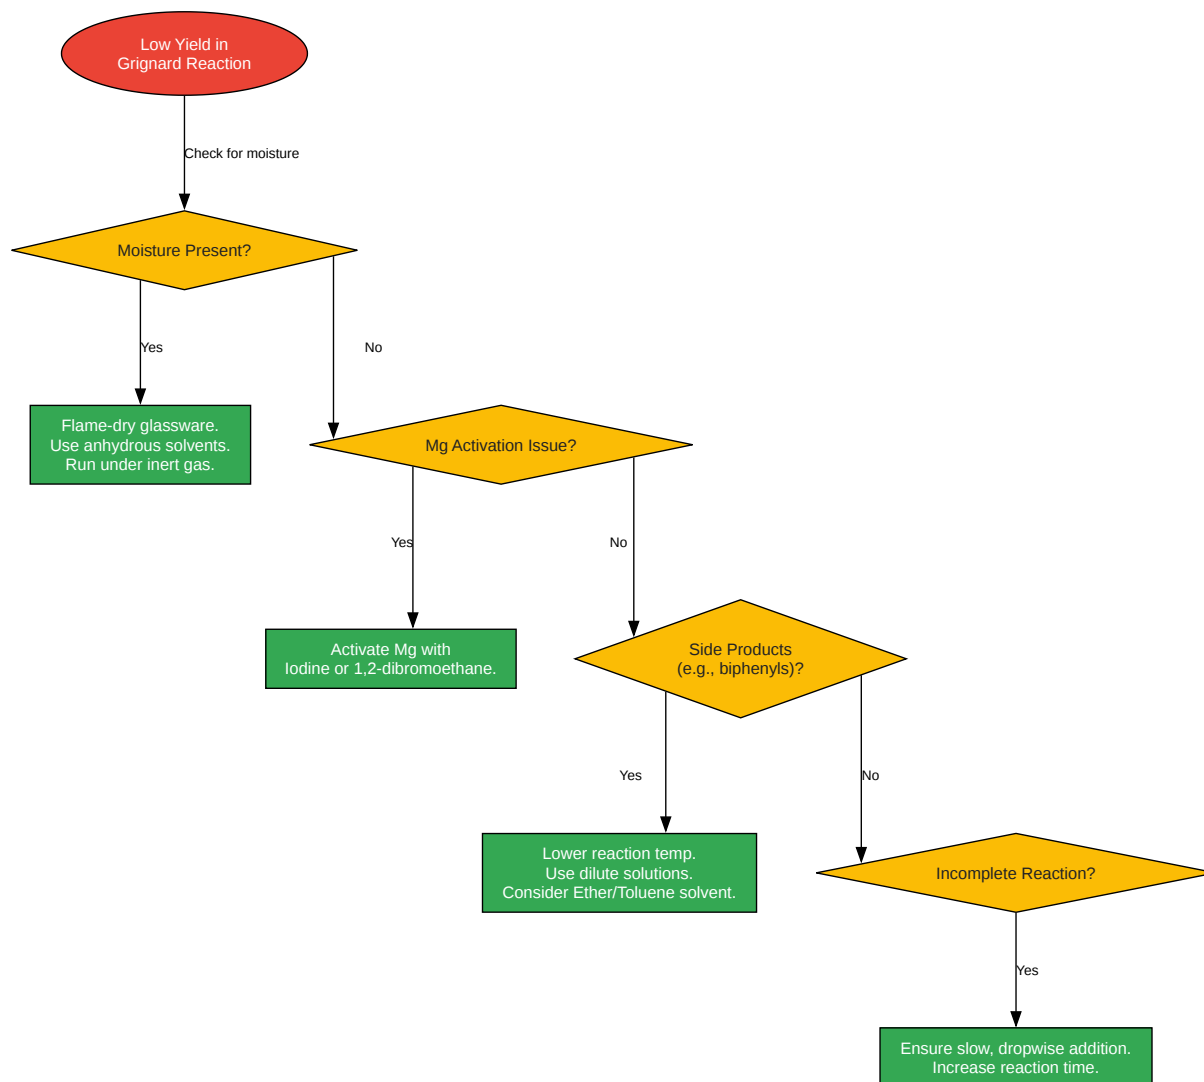 Low Yield in
Grignard Reaction
Check for moisture
Moisture Present?
Yes
No
Flame-dry glassware.
Use anhydrous solvents.
Run under inert gas.
Mg Activation Issue?
Yes
No
Activate Mg with
Iodine or 1,2-dibromoethane.
Side Products
(e.g., biphenyls)?
Yes
No
Lower reaction temp.
Use dilute solutions.
Consider Ether/Toluene solvent.
Incomplete Reaction?
Yes
Ensure slow, dropwise addition.
Increase reaction time.